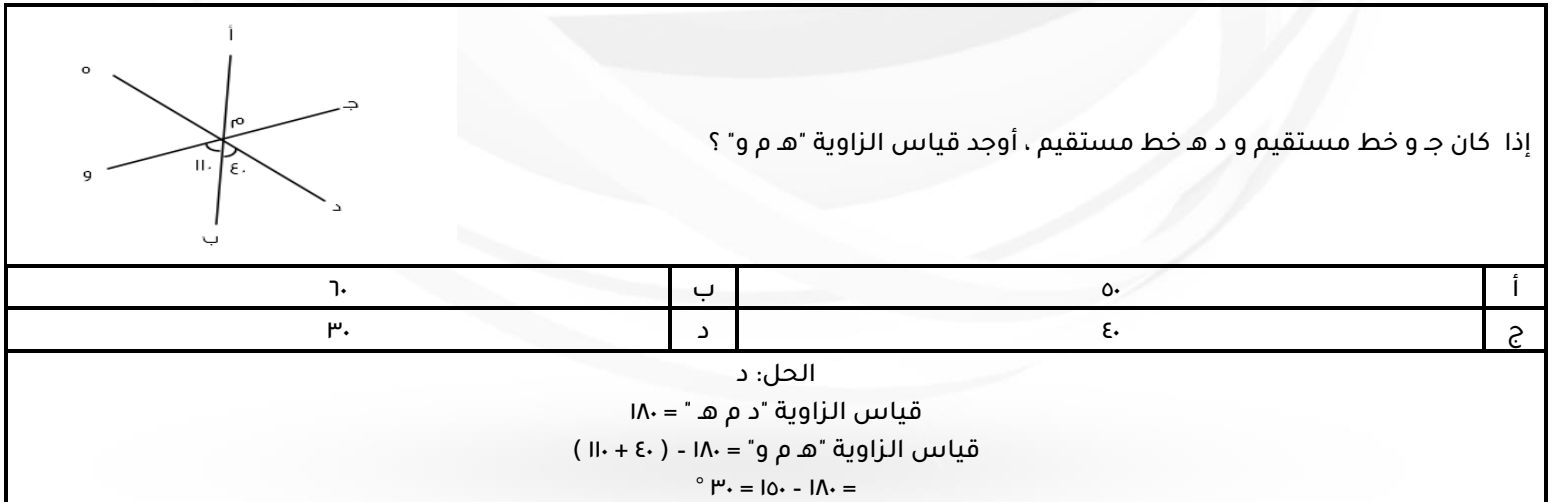 أ
ه
جـ
م
و
١١٠
٤٠
د
ب
إذا كان جـ و خط مستقيم و د هـ خط مستقيم ، أوجد قياس الزاوية "هـ م و" ؟
أ ٥٠ ب ٦٠
ج ٤٠ د ٣٠
الحل: د
قياس الزاوية "د م هـ " = ١٨٠
قياس الزاوية "هـ م و" = ١٨٠ - ( ٤٠ + ١١٠ )
= ١٨٠ - ١٥٠ = ٣٠ °